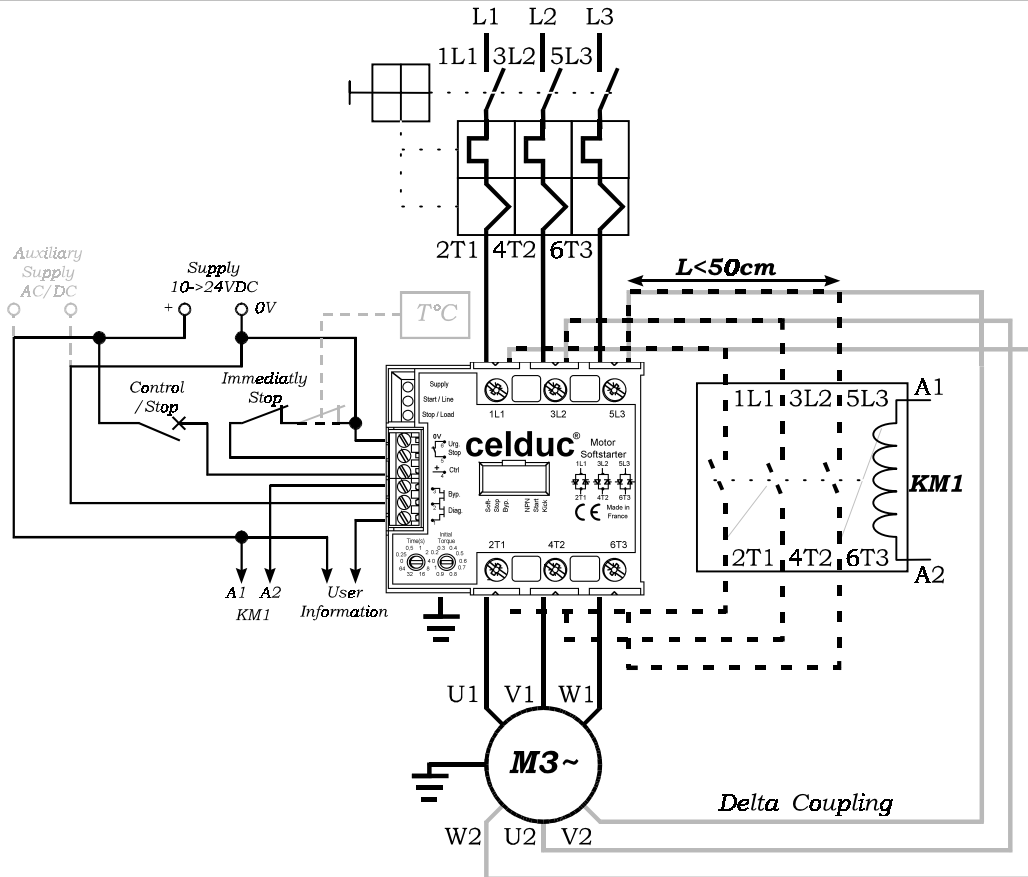 L1 L2 L3
1L1 3L2 5L3
2T1 4T2 6T3
L<50cm
Auxiliary
Supply
AC/DC
Supply
10->24VDC
+ 0V
T°C
Control
/Stop
Immediatly
Stop
Supply
Start / Line
Stop / Load
1L1 3L2 5L3
0V
Urg.
Stop
Ctrl
Byp.
Diag.
celduc®
Motor
Softstarter
1L1 3L2 5L3
2T1 4T2 6T3
Made in
France
CE
Soft-
Stop
Byp.
NPN
Start
Kick
Time(s)
Initial
Torque
2T1 4T2 6T3
A1 A2
KM1
User
Information
1L1 3L2 5L3
A1
KM1
2T1 4T2 6T3
A2
U1 V1 W1
M3~
W2 U2 V2
Delta Coupling